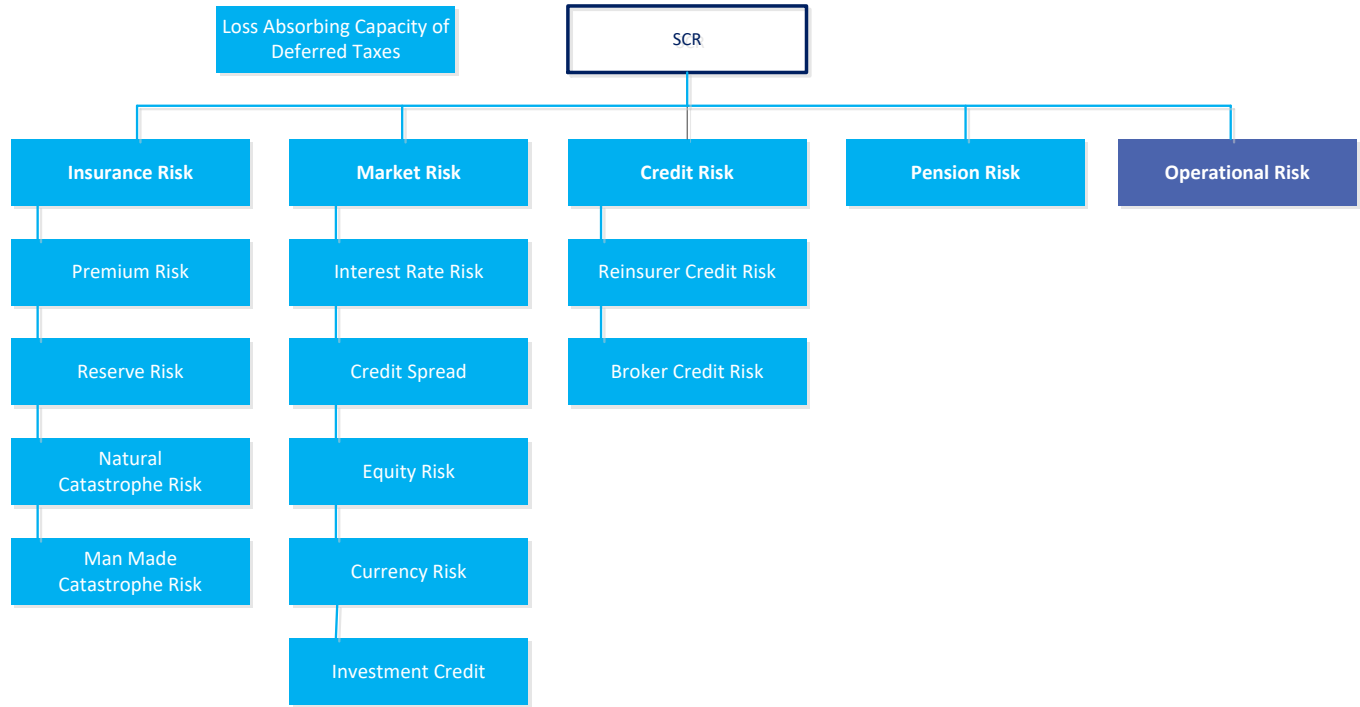 Loss Absorbing Capacity of
Deferred Taxes
SCR
Insurance Risk
Market Risk
Credit Risk
Pension Risk
Operational Risk
Premium Risk
Interest Rate Risk
Reinsurer Credit Risk
Reserve Risk
Credit Spread
Broker Credit Risk
Natural
Catastrophe Risk
Equity Risk
Man Made
Catastrophe Risk
Currency Risk
Investment Credit